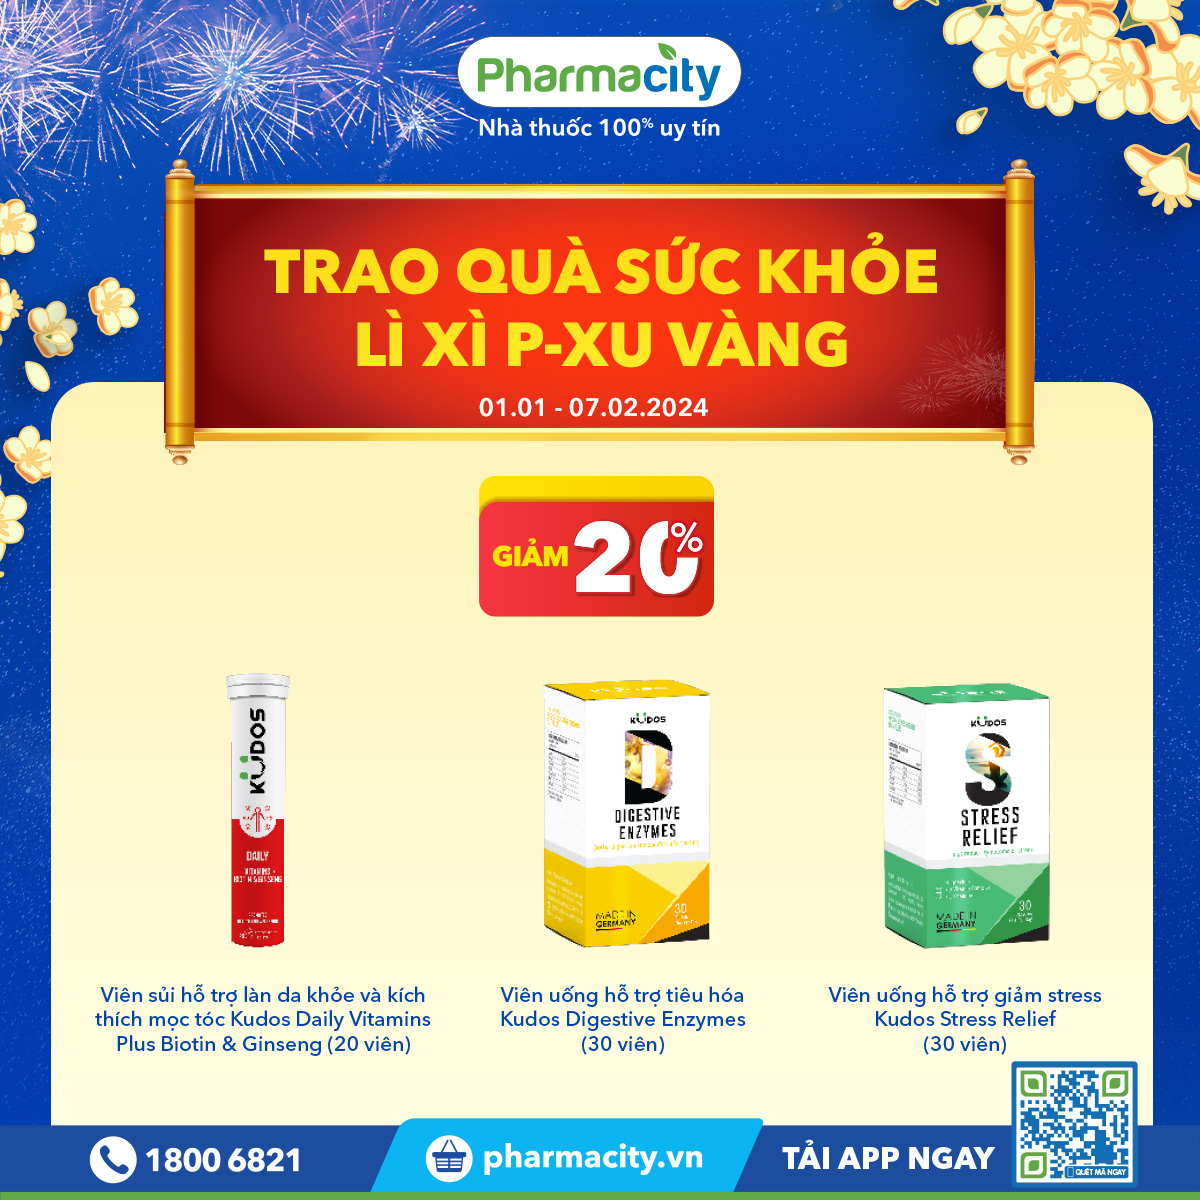 Pharmacity
Nhà thuốc 100% uy tín
TRAO QUÀ SỨC KHỎE
LÌ XÌ P-XU VÀNG
01.01 - 07.02.2024
GIẢM 20%
KUDOS
DAILY
VITAMINS +
BIOTIN & GINSENG
KUDOS
D
DIGESTIVE
ENZYMES
MADE IN
GERMANY
30
KUDOS
S
STRESS
RELIEF
MADE IN
GERMANY
30
Viên sủi hỗ trợ làn da khỏe và kích
thích mọc tóc Kudos Daily Vitamins
Plus Biotin & Ginseng (20 viên)
Viên uống hỗ trợ tiêu hóa
Kudos Digestive Enzymes
(30 viên)
Viên uống hỗ trợ giảm stress
Kudos Stress Relief
(30 viên)
1800 6821
pharmacity.vn
TẢI APP NGAY
QUÉT MÃ NGAY